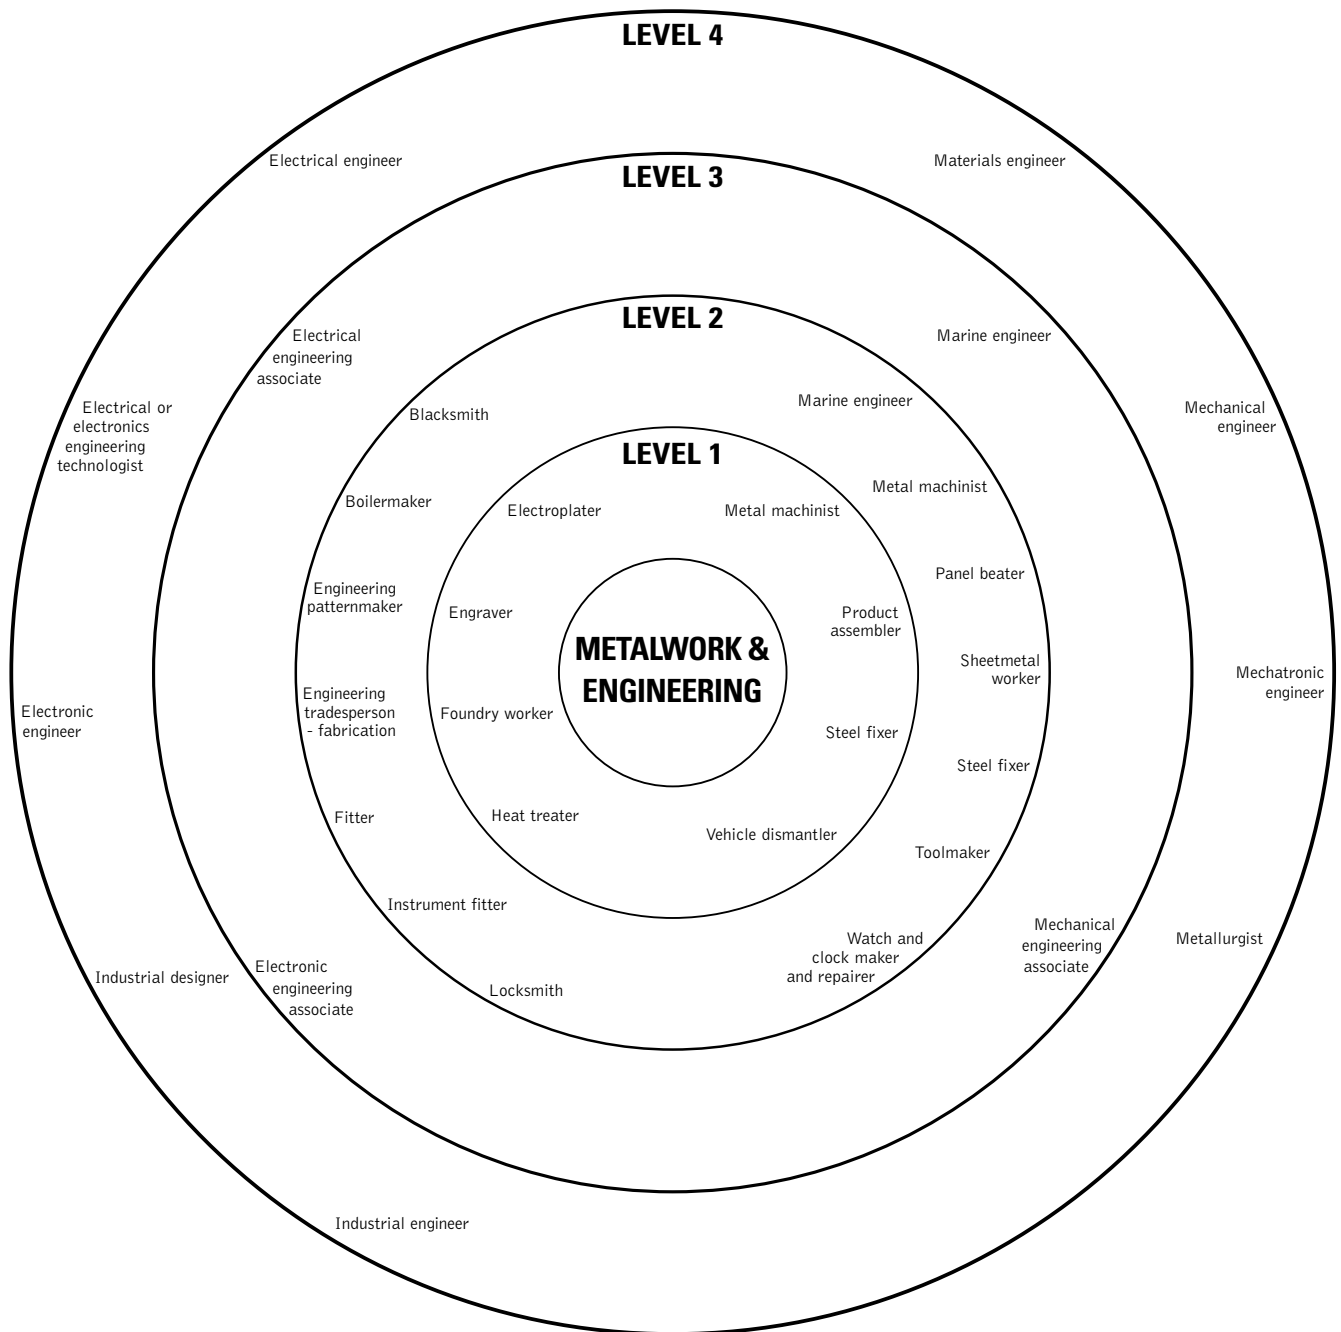 LEVEL 4
Electrical engineer
Materials engineer
Electrical or
electronics
engineering
technologist
Mechanical
engineer
Electronic
engineer
Mechatronic
engineer
Industrial designer
Metallurgist
Industrial engineer
LEVEL 3
Electrical
engineering
associate
Marine engineer
Electronic
engineering
associate
Mechanical
engineering
associate
LEVEL 2
Blacksmith
Marine engineer
Boilermaker
Metal machinist
Engineering
patternmaker
Panel beater
Engineering
tradesperson
- fabrication
Sheetmetal
worker
Fitter
Steel fixer
Instrument fitter
Toolmaker
Locksmith
Watch and
clock maker
and repairer
LEVEL 1
Electroplater
Metal machinist
Engraver
Product
assembler
Foundry worker
Steel fixer
Heat treater
Vehicle dismantler
METALWORK &
ENGINEERING